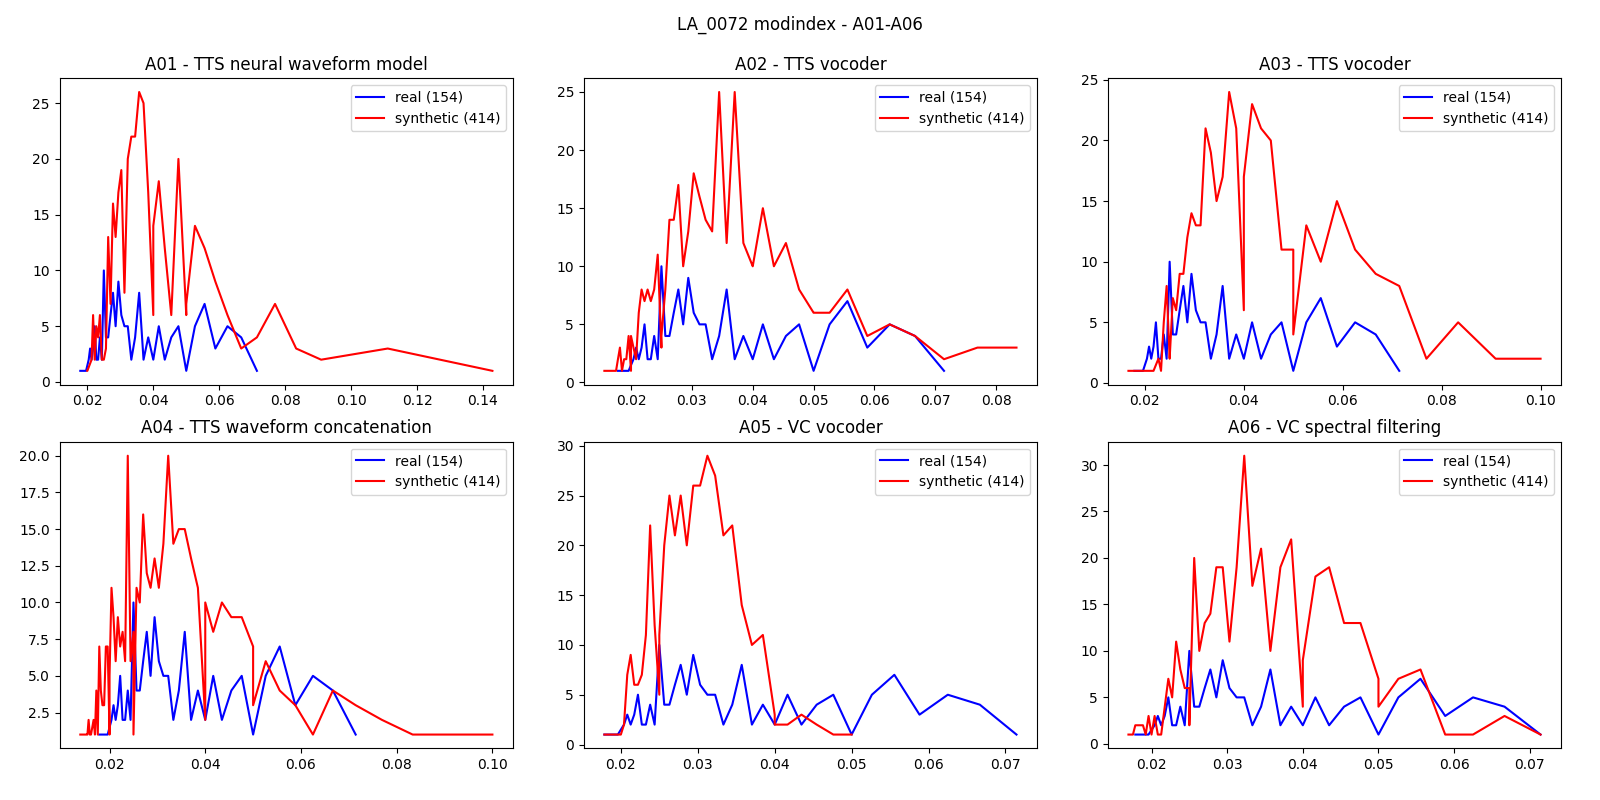 LA_0072 modindex - A01-A06
A01 - TTS neural waveform model
real (154)
synthetic (414)
25
20
15
10
5
0
0.02 0.04 0.06 0.08 0.10 0.12 0.14
A02 - TTS vocoder
real (154)
synthetic (414)
25
20
15
10
5
0
0.02 0.03 0.04 0.05 0.06 0.07 0.08
A03 - TTS vocoder
real (154)
synthetic (414)
25
20
15
10
5
0
0.02 0.04 0.06 0.08 0.10
A04 - TTS waveform concatenation
real (154)
synthetic (414)
20.0
17.5
15.0
12.5
10.0
7.5
5.0
2.5
0.02 0.04 0.06 0.08 0.10
A05 - VC vocoder
real (154)
synthetic (414)
30
25
20
15
10
5
0
0.02 0.03 0.04 0.05 0.06 0.07
A06 - VC spectral filtering
real (154)
synthetic (414)
30
25
20
15
10
5
0
0.02 0.03 0.04 0.05 0.06 0.07